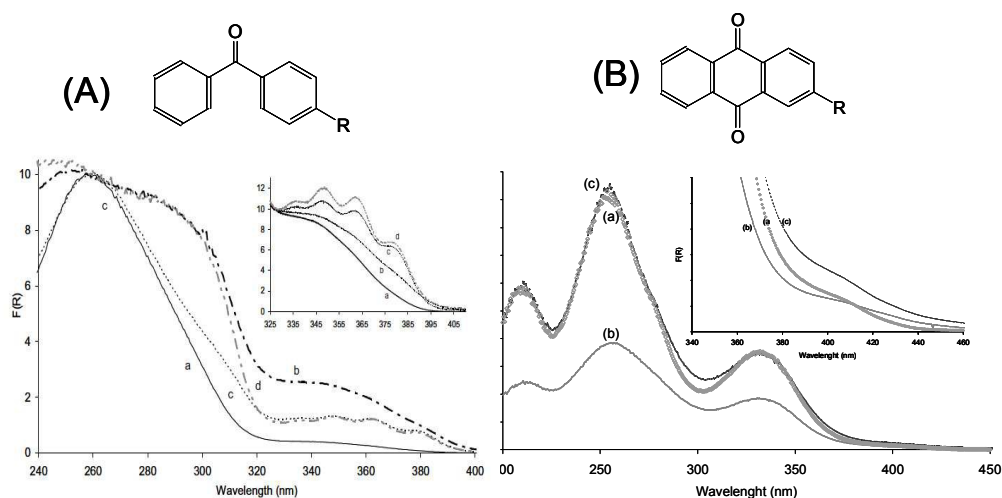 (A)
O
R
(B)
O
O
R
F(R)
10
8
6
4
2
0
240 260 280 300 320 340 360 380 400
Wavelength (nm)
c
a
c
d
b
12
10
8
6
4
2
0
325 335 345 355 365 375 385 395 405
d
c
b
a
(c)
(a)
(b)
00 250 300 350 400 450
Wavelenght (nm)
F(R)
(b)
(a)
(c)
340 360 380 400 420 440 460
Wavelenght (nm)